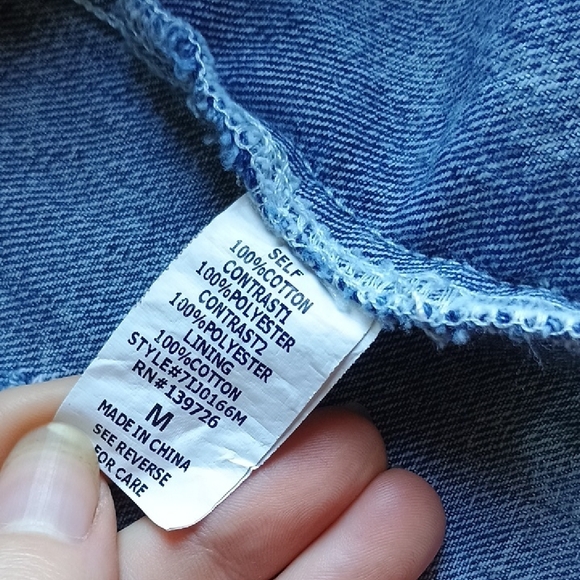 SELF
100%COTTON
CONTRAST1
100%POLYESTER
CONTRAST2
100%POLYESTER
LINING
100%COTTON
STYLE#7IJ0166M
RN#139726
M
MADE IN CHINA
SEE REVERSE
FOR CARE